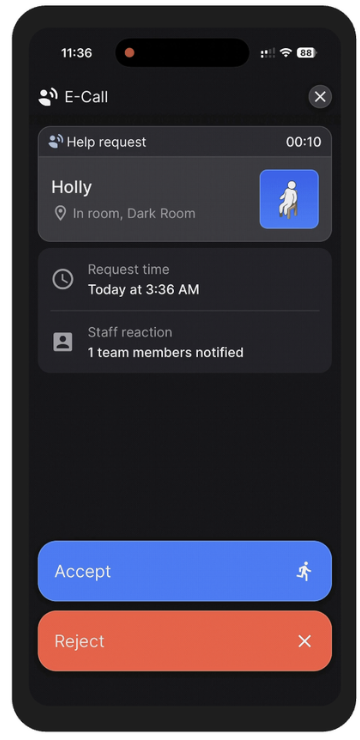 11:36
88
E-Call
Help request 00:10
Holly
In room, Dark Room
Request time
Today at 3:36 AM
Staff reaction
1 team members notified
Accept
Reject